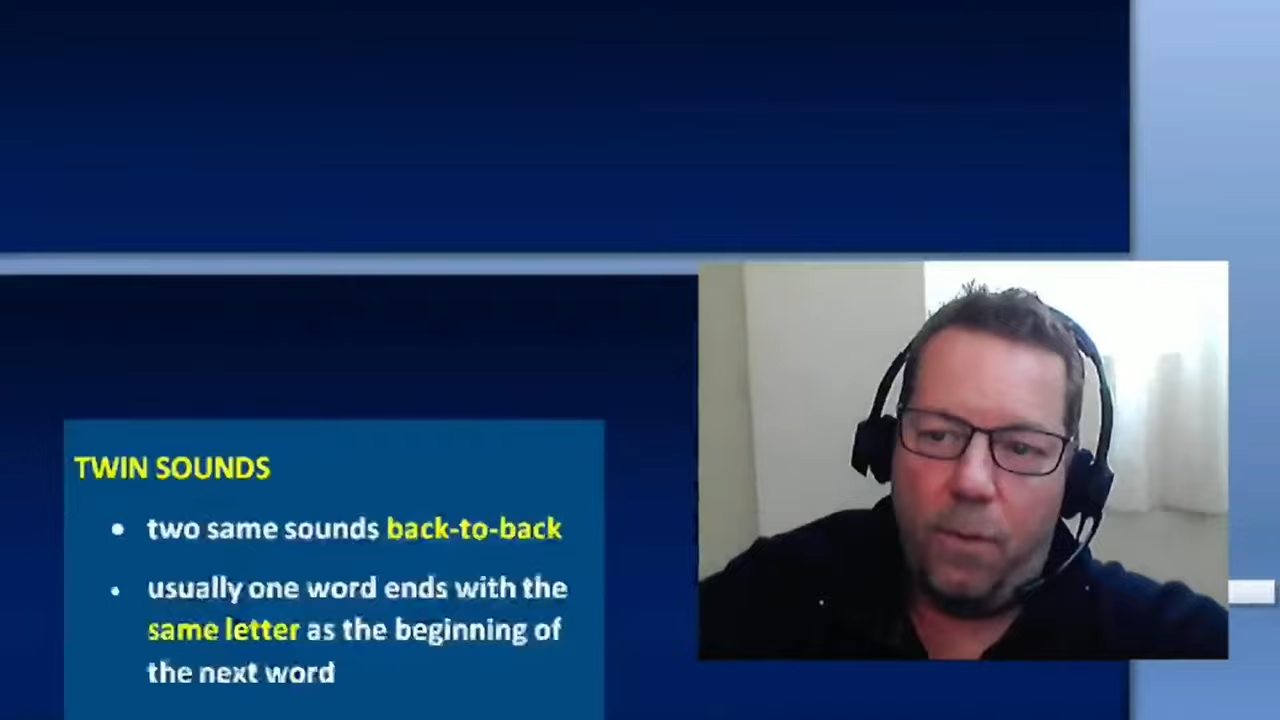 TWIN SOUNDS
• two same sounds back-to-back
• usually one word ends with the
same letter as the beginning of
the next word